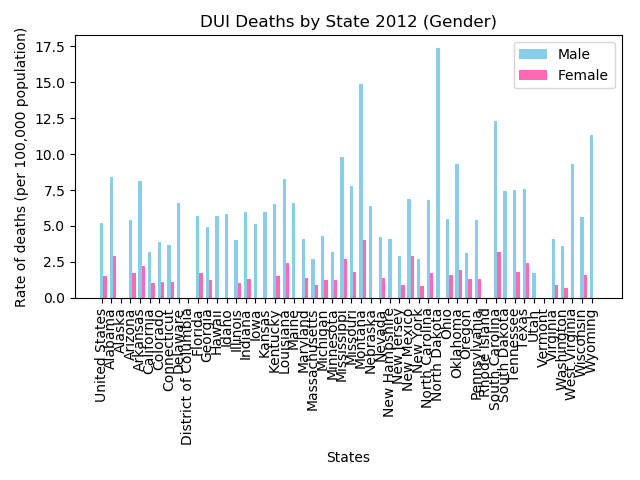 DUI Deaths by State 2012 (Gender)
Rate of deaths (per 100,000 population)
17.5
15.0
12.5
10.0
7.5
5.0
2.5
0.0
Male
Female
United States
Alabama
Alaska
Arizona
Arkansas
California
Colorado
Connecticut
Delaware
District of Columbia
Florida
Georgia
Hawaii
Idaho
Illinois
Indiana
Iowa
Kansas
Kentucky
Louisiana
Maine
Maryland
Massachusetts
Michigan
Minnesota
Mississippi
Missouri
Montana
Nebraska
Nevada
New Hampshire
New Jersey
New Mexico
New York
North Carolina
North Dakota
Ohio
Oklahoma
Oregon
Pennsylvania
Rhode Island
South Carolina
South Dakota
Tennessee
Texas
Utah
Vermont
Virginia
Washington
West Virginia
Wisconsin
Wyoming
States